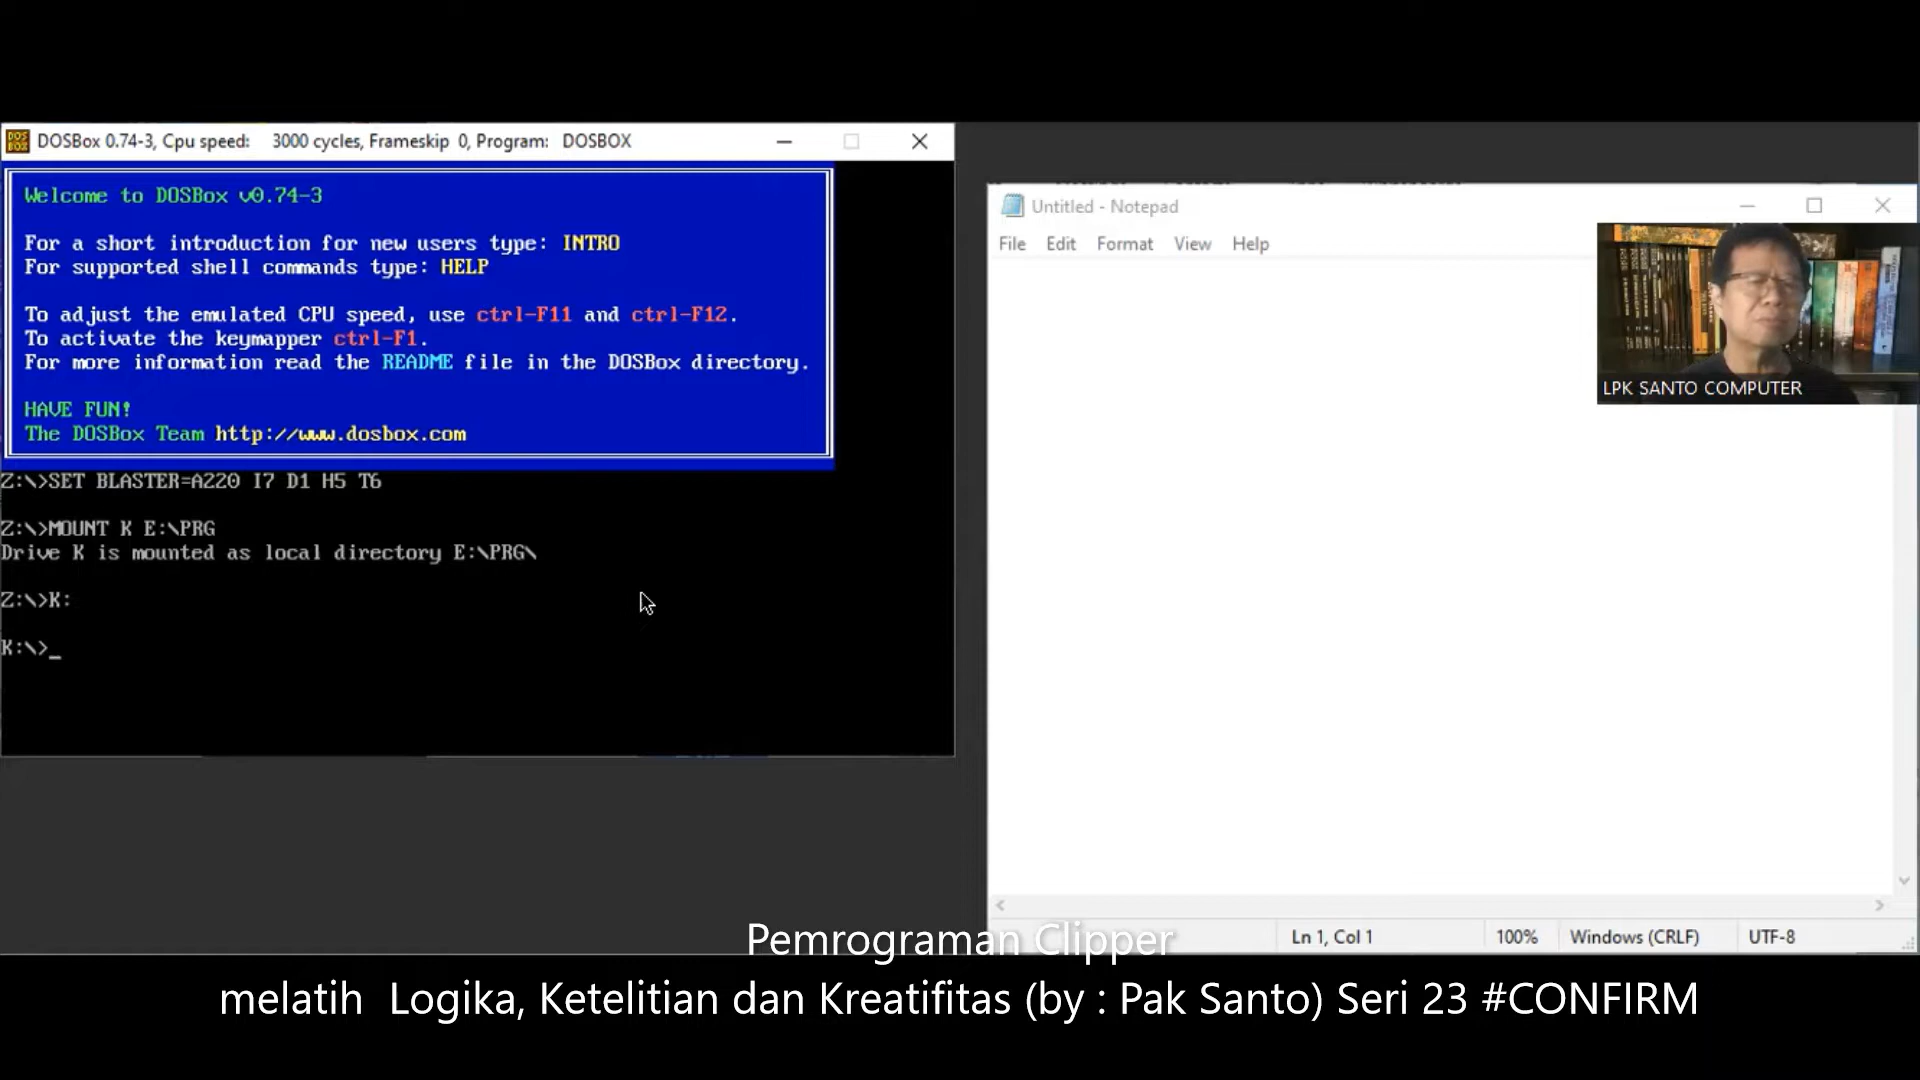 DOSBox 0.74-3, Cpu speed: 3000 cycles, Frameskip 0, Program: DOSBOX
Welcome to DOSBox v0.74-3
For a short introduction for new users type: INTRO
For supported shell commands type: HELP
To adjust the emulated CPU speed, use ctrl-F11 and ctrl-F12.
To activate the keymapper ctrl-F1.
For more information read the README file in the DOSBox directory.
HAVE FUN!
The DOSBox Team http://www.dosbox.com
Z:\>SET BLASTER=A220 I7 D1 H5 T6
Z:\>MOUNT K E:\PRG
Drive K is mounted as local directory E:\PRG\
Z:\>K:
K:\>_
Untitled - Notepad
File Edit Format View Help
LPK SANTO COMPUTER
Ln 1, Col 1 100% Windows (CRLF) UTF-8
Pemrograman Clipper
melatih Logika, Ketelitian dan Kreatifitas (by : Pak Santo) Seri 23 #CONFIRM